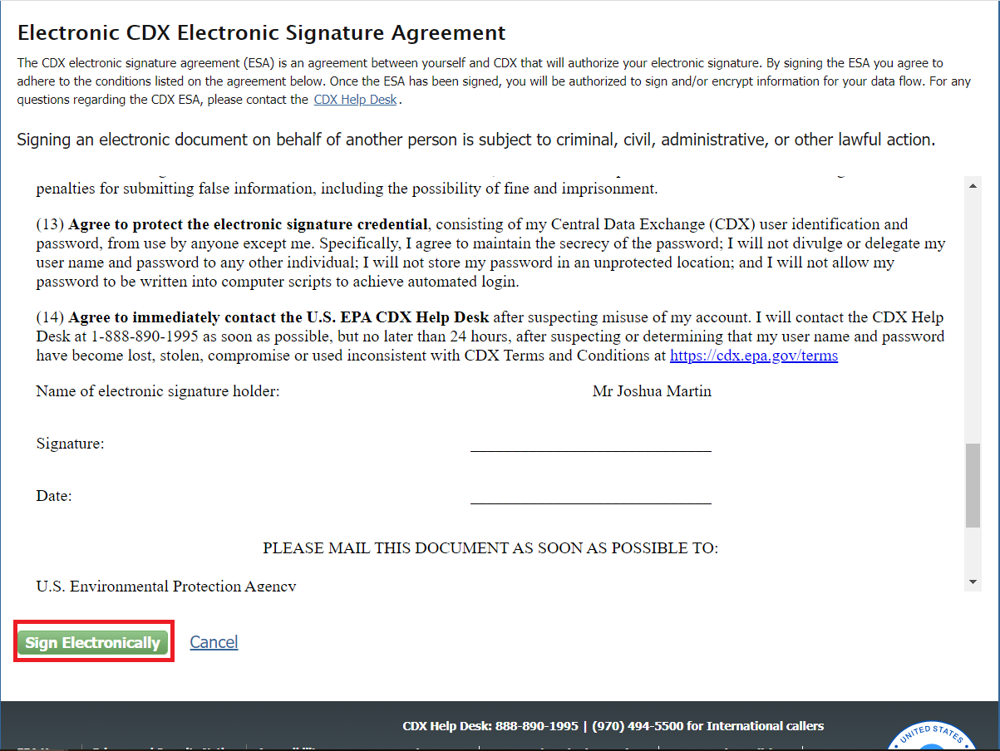 Electronic CDX Electronic Signature Agreement
The CDX electronic signature agreement (ESA) is an agreement between yourself and CDX that will authorize your electronic signature. By signing the ESA you agree to
adhere to the conditions listed on the agreement below. Once the ESA has been signed, you will be authorized to sign and/or encrypt information for your data flow. For any
questions regarding the CDX ESA, please contact the CDX Help Desk.
Signing an electronic document on behalf of another person is subject to criminal, civil, administrative, or other lawful action.
penalties for submitting false information, including the possibility of fine and imprisonment.
(13) Agree to protect the electronic signature credential, consisting of my Central Data Exchange (CDX) user identification and
password, from use by anyone except me. Specifically, I agree to maintain the secrecy of the password; I will not divulge or delegate my
user name and password to any other individual; I will not store my password in an unprotected location; and I will not allow my
password to be written into computer scripts to achieve automated login.
(14) Agree to immediately contact the U.S. EPA CDX Help Desk after suspecting misuse of my account. I will contact the CDX Help
Desk at 1-888-890-1995 as soon as possible, but no later than 24 hours, after suspecting or determining that my user name and password
have become lost, stolen, compromise or used inconsistent with CDX Terms and Conditions at https://cdx.epa.gov/terms
Name of electronic signature holder: Mr Joshua Martin
Signature:
Date:
PLEASE MAIL THIS DOCUMENT AS SOON AS POSSIBLE TO:
U.S. Environmental Protection Agency
Sign Electronically Cancel
CDX Help Desk: 888-890-1995 | (970) 494-5500 for International callers
UNITED STATES